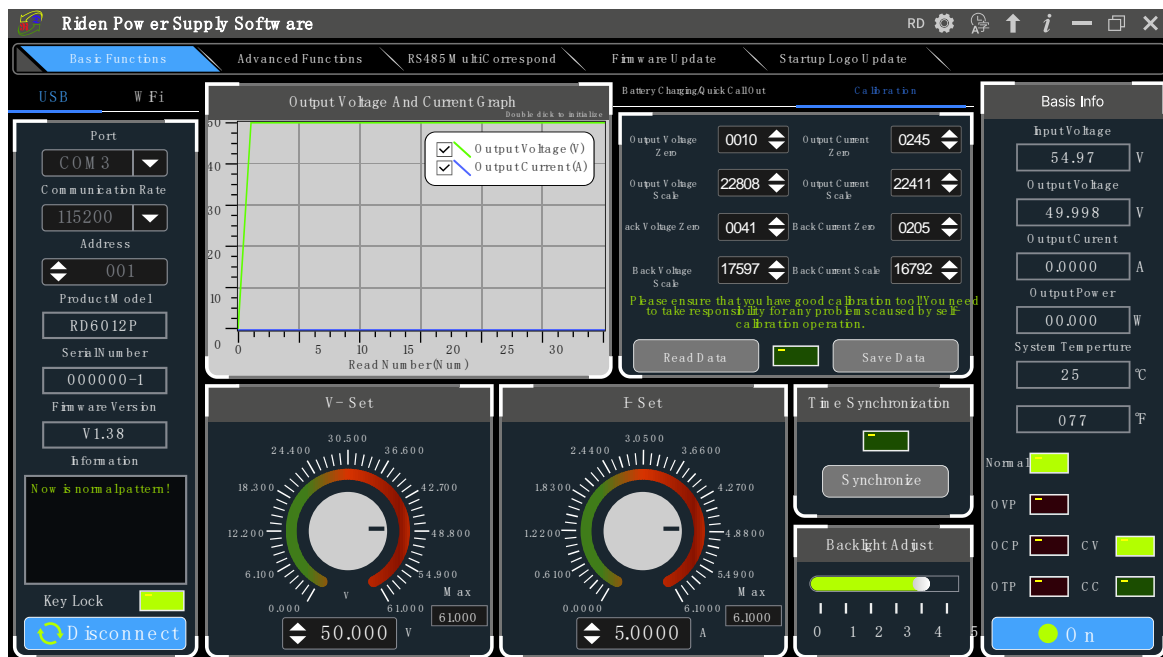 Riden Power Supply Software
RD
Basic Functions
Advanced Functions
RS485 MultiCorrespond
Firmware Update
Startup Logo Update
USB
WiFi
Port
COM3
Communication Rate
115200
Address
001
Product Model
RD6012P
Serial Number
000000-1
Firmware Version
V1.38
Information
Now is normal pattern!
Key Lock
Disconnect
Output Voltage And Current Graph
Double click to initialize
Output Voltage(V)
Output Current(A)
50
40
30
20
10
0
0 5 10 15 20 25 30
Read Number(Num)
Battery Charging,Quick Call Out
Calibration
Output Voltage Zero
0010
Output Current Zero
0245
Output Voltage Scale
22808
Output Current Scale
22411
ack Voltage Zero
0041
Back Current Zero
0205
Back Voltage Scale
17597
Back Current Scale
16792
Please ensure that you have good calibration tool!You need
to take responsibility for any problems caused by self-
calibration operation.
Read Data
Save Data
V-Set
0.000
6.100
12.200
18.300
24.400
30.500
36.600
42.700
48.800
54.900
61.000
V
Max
61.000
50.000 V
I-Set
0.0000
0.6100
1.2200
1.8300
2.4400
3.0500
3.6600
4.2700
4.8800
5.4900
6.1000
Max
6.1000
5.0000 A
Time Synchronization
Synchronize
Backlight Adjust
0 1 2 3 4 5
Basis Info
Input Voltage
54.97 V
Output Voltage
49.998 V
Output Curent
0.0000 A
Output Power
00.000 W
System Temperture
25 ℃
077 ℉
Normal
OVP
OCP
CV
OTP
CC
On